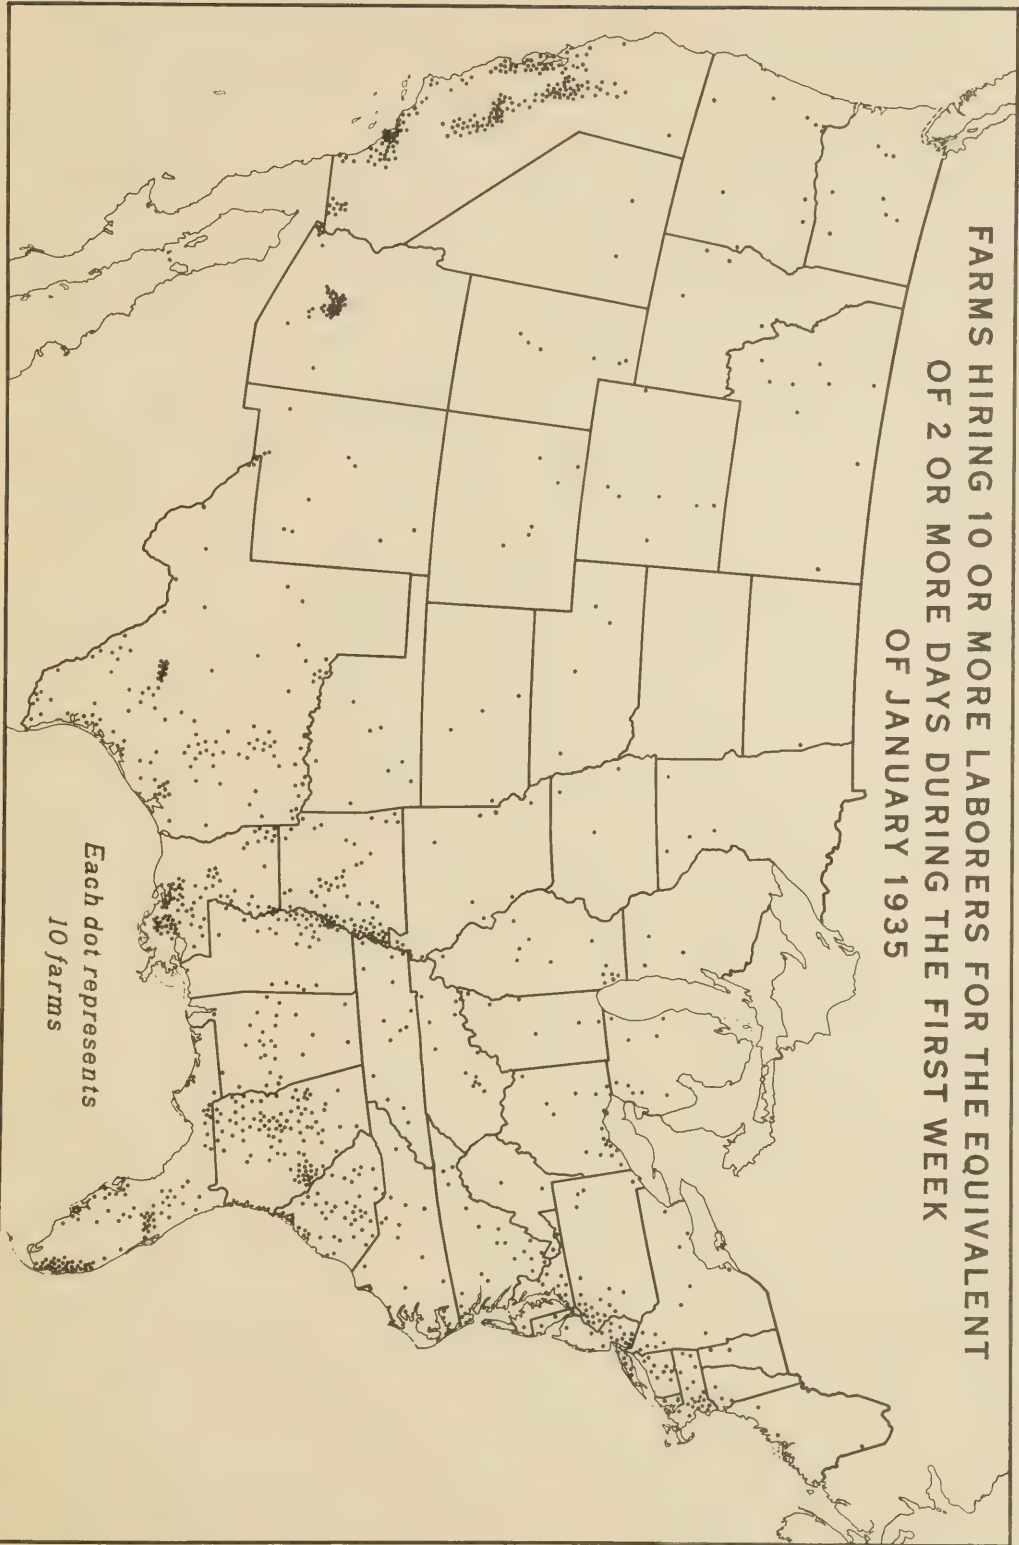 FARMS HIRING 10 OR MORE LABORERS FOR THE EQUIVALENT
OF 2 OR MORE DAYS DURING THE FIRST WEEK
OF JANUARY 1935
Each dot represents
10 farms